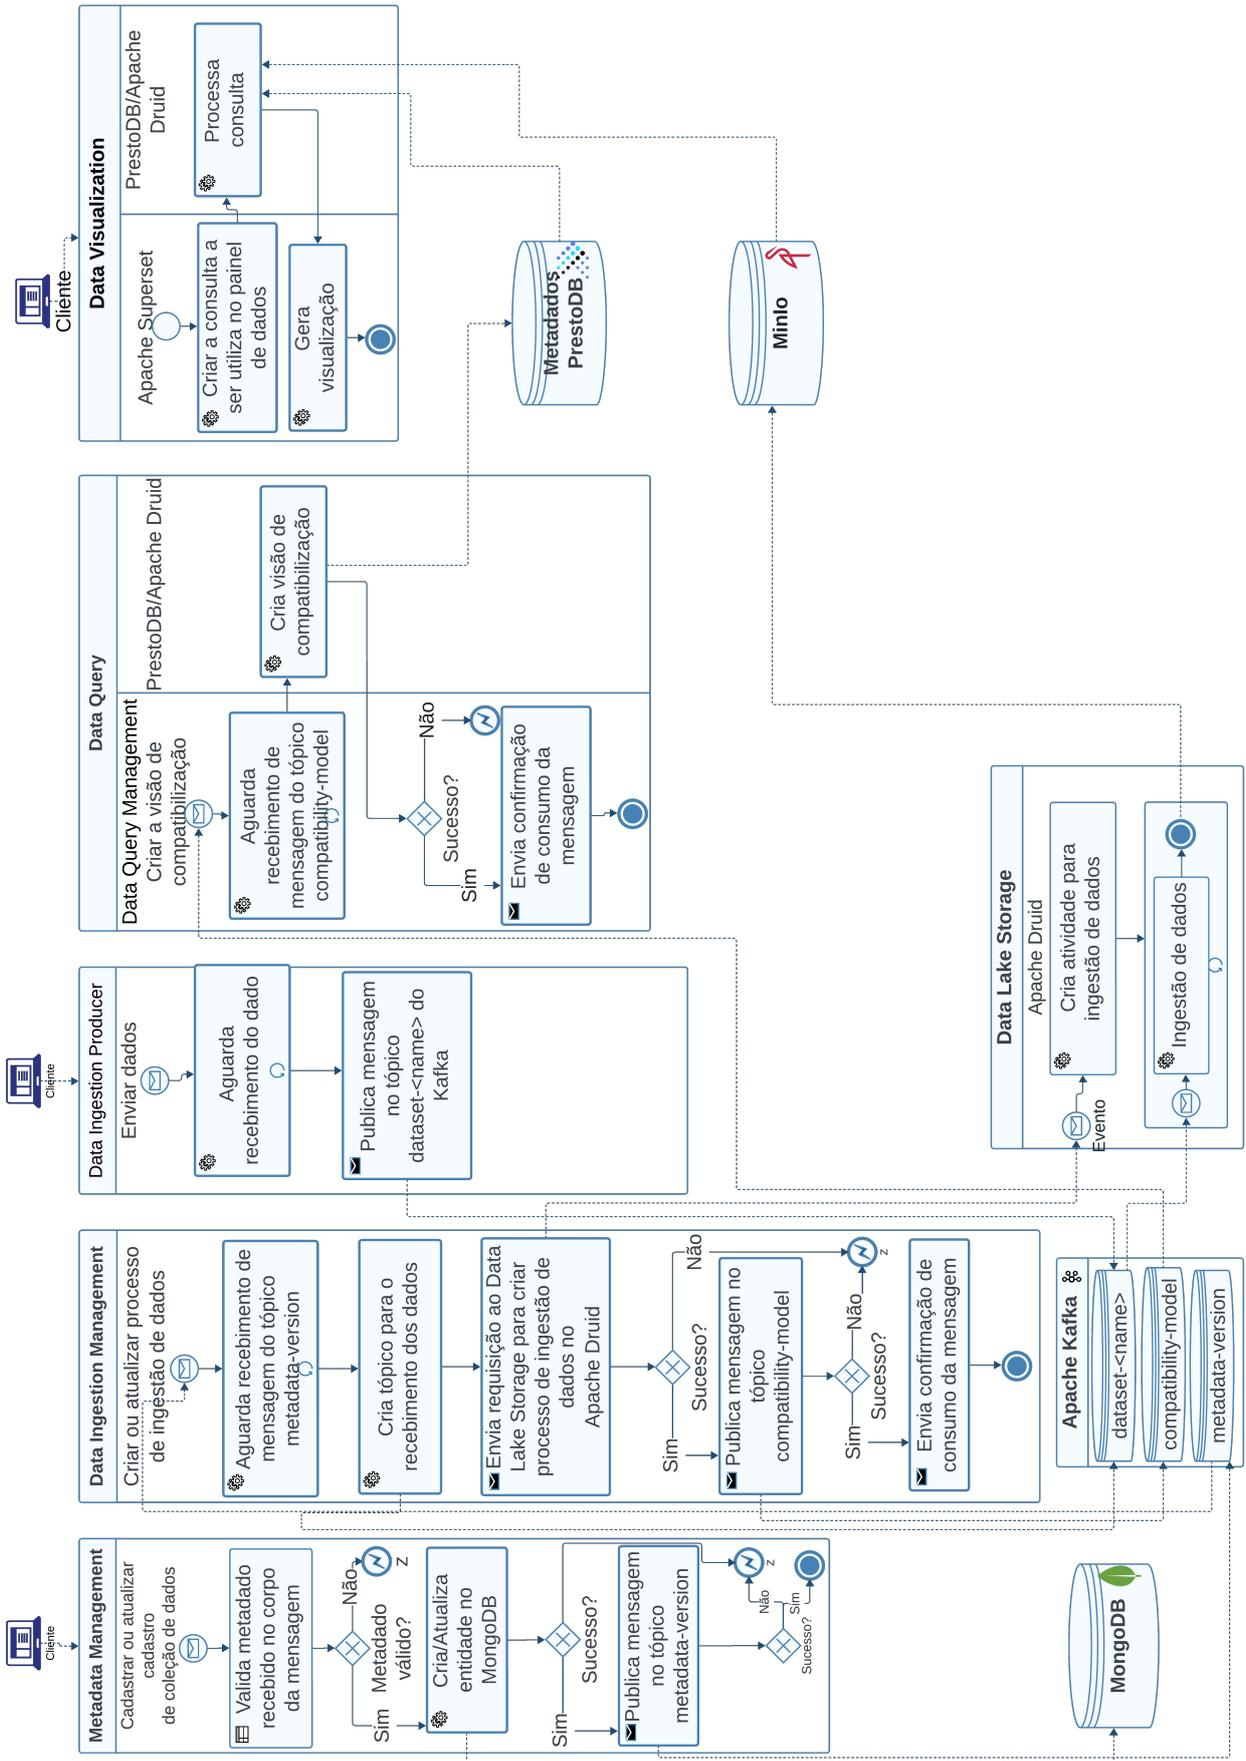 Cliente
Metadata Management
Cadastrar ou atualizar
cadastro
de coleção de dados
Valida metadado
recebido no corpo
da mensagem
Não
Metadado
válido?
Sim
z
Cria/Atualiza
entidade no
MongoDB
Sucesso?
Sim
Publica mensagem
no tópico
metadata-version
z
Não
Sim
Sucesso?
MongoDB
Data Ingestion Management
Criar ou atualizar processo
de ingestão de dados
Aguarda recebimento de
mensagem do tópico
metadata-version
Cria tópico para o
recebimento dos dados
Envia requisição ao Data
Lake Storage para criar
processo de ingestão de
dados no
Apache Druid
Não
Sucesso?
Sim
Publica mensagem no
tópico
compatibility-model
z
Não
Sucesso?
Sim
Envia confirmação de
consumo da mensagem
Apache Kafka
dataset-<name>
compatibility-model
metadata-version
Cliente
Data Ingestion Producer
Enviar dados
Aguarda
recebimento do dado
Publica mensagem
no tópico
dataset-<name> do
Kafka
Data Lake Storage
Apache Druid
Evento
Cria atividade para
ingestão de dados
Ingestão de dados
Data Query
Data Query Management
Criar a visão de
compatibilização
Aguarda
recebimento de
mensagem do tópico
compatibility-model
PrestoDB/Apache Druid
Cria visão de
compatibilização
Não
Sucesso?
Sim
Envia confirmação
de consumo da
mensagem
Cliente
Data Visualization
Apache Superset
Criar a consulta a
ser utiliza no painel
de dados
Gera
visualização
PrestoDB/Apache
Druid
Processa
consulta
Metadados
PrestoDB
MinIo